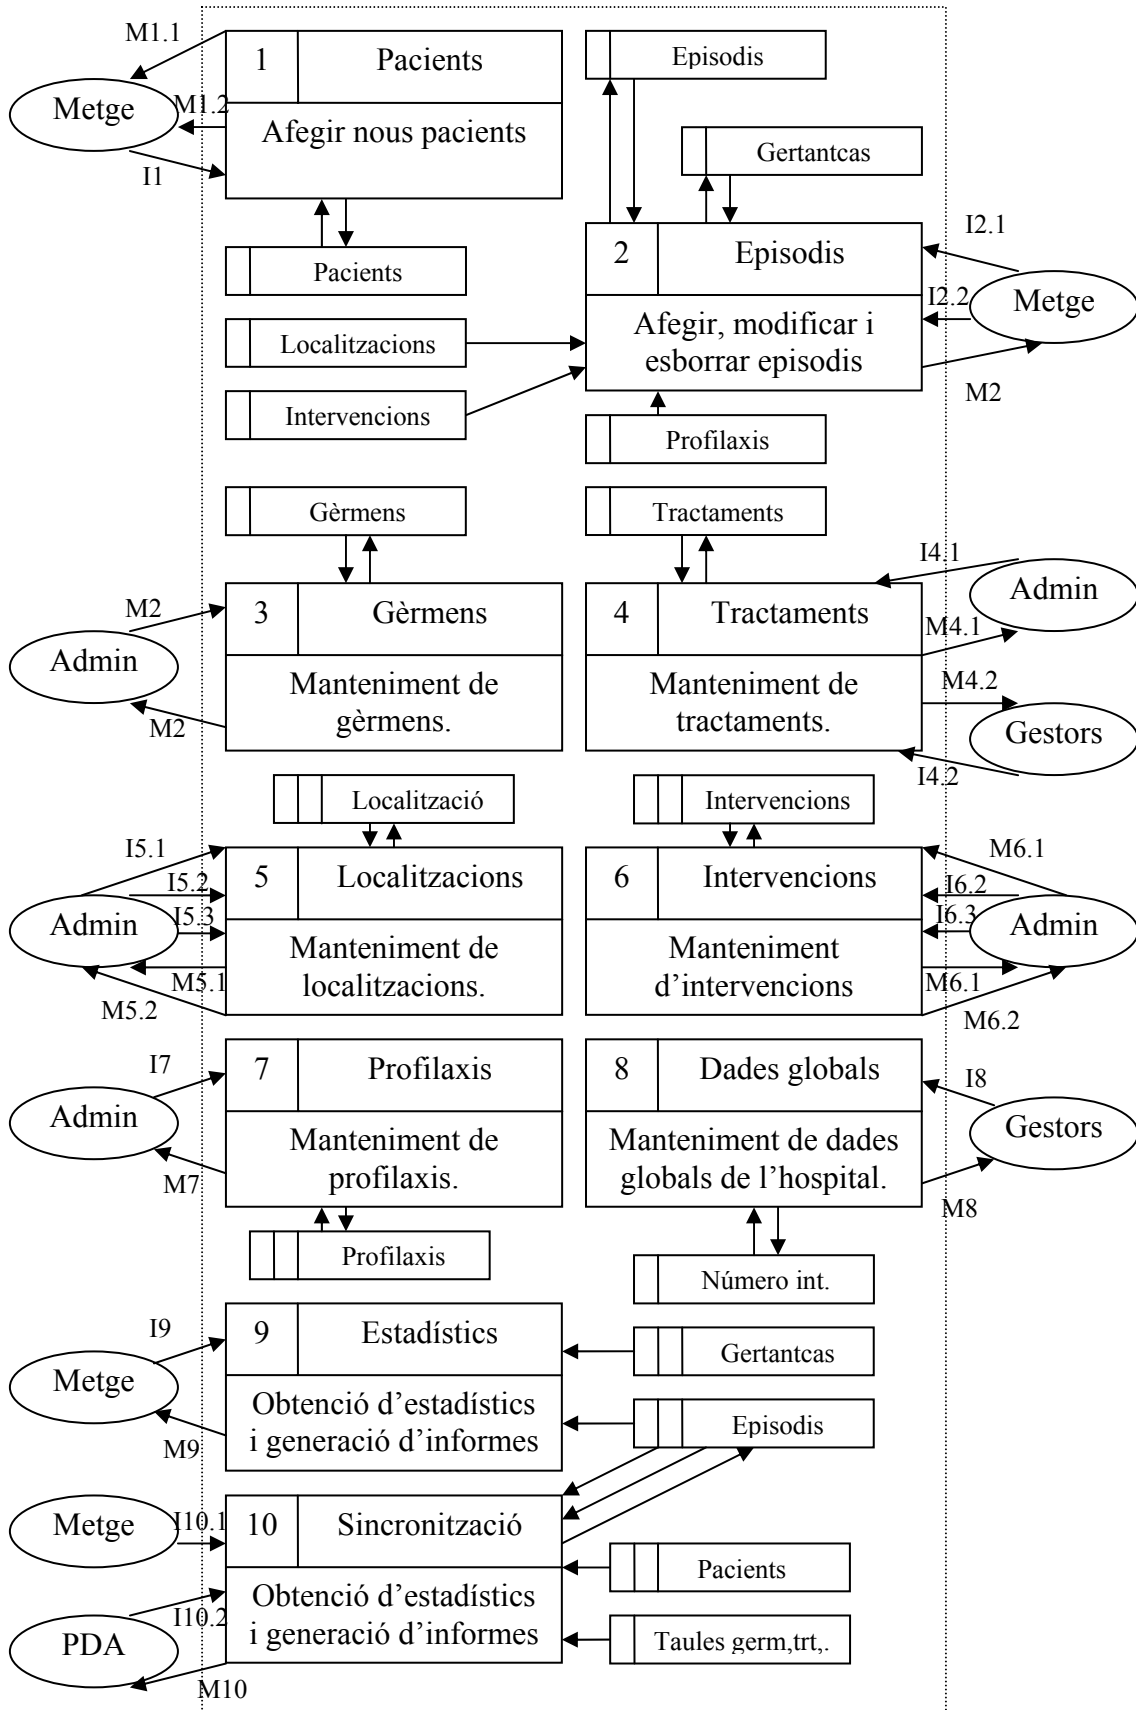 M1.1
1 Pacients
Episodis
Metge
M1.2
Afegir nous pacients
Gertantcas
I1
2 Episodis
I2.1
Pacients
I2.2
Metge
Localitzacions
Afegir, modificar i
esborrar episodis
Intervencions
M2
Profilaxis
Gèrmens
Tractaments
I4.1
Admin
M2
3 Gèrmens
4 Tractaments
M4.1
Admin
Manteniment de
gèrmens.
Manteniment de
tractaments.
M4.2
M2
Gestors
I4.2
Localització
Intervencions
I5.1
5 Localitzacions
6 Intervencions
M6.1
I5.2
I6.2
Admin
I5.3
I6.3
Admin
Manteniment de
localitzacions.
Manteniment
d’intervencions
M5.1
M6.1
M5.2
M6.2
I7
7 Profilaxis
8 Dades globals
I8
Admin
Gestors
Manteniment de
profilaxis.
Manteniment de dades
globals de l’hospital.
M7
M8
Profilaxis
Número int.
I9
9 Estadístics
Gertantcas
Metge
Obtenció d’estadístics
i generació d’informes
Episodis
M9
Metge
I10.1
10 Sincronització
Pacients
Obtenció d’estadístics
i generació d’informes
I10.2
PDA
Taules germ,trt,.
M10